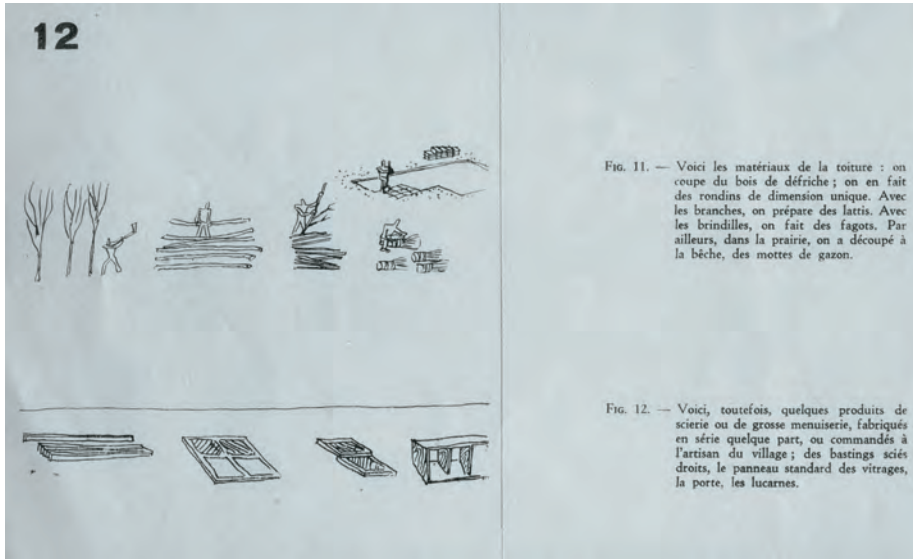 12
FIG. 11. — Voici les matériaux de la toiture : on
coupe du bois de défriche ; on en fait
des rondins de dimension unique. Avec
les branches, on prépare des lattis. Avec
les brindilles, on fait des fagots. Par
ailleurs, dans la prairie, on a découpé à
la bêche, des mottes de gazon.
FIG. 12. — Voici, toutefois, quelques produits de
scierie ou de grosse menuiserie, fabriqués
en série quelque part, ou commandés à
l'artisan du village ; des bastings sciés
droits, le panneau standard des vitrages,
la porte, les lucarnes.